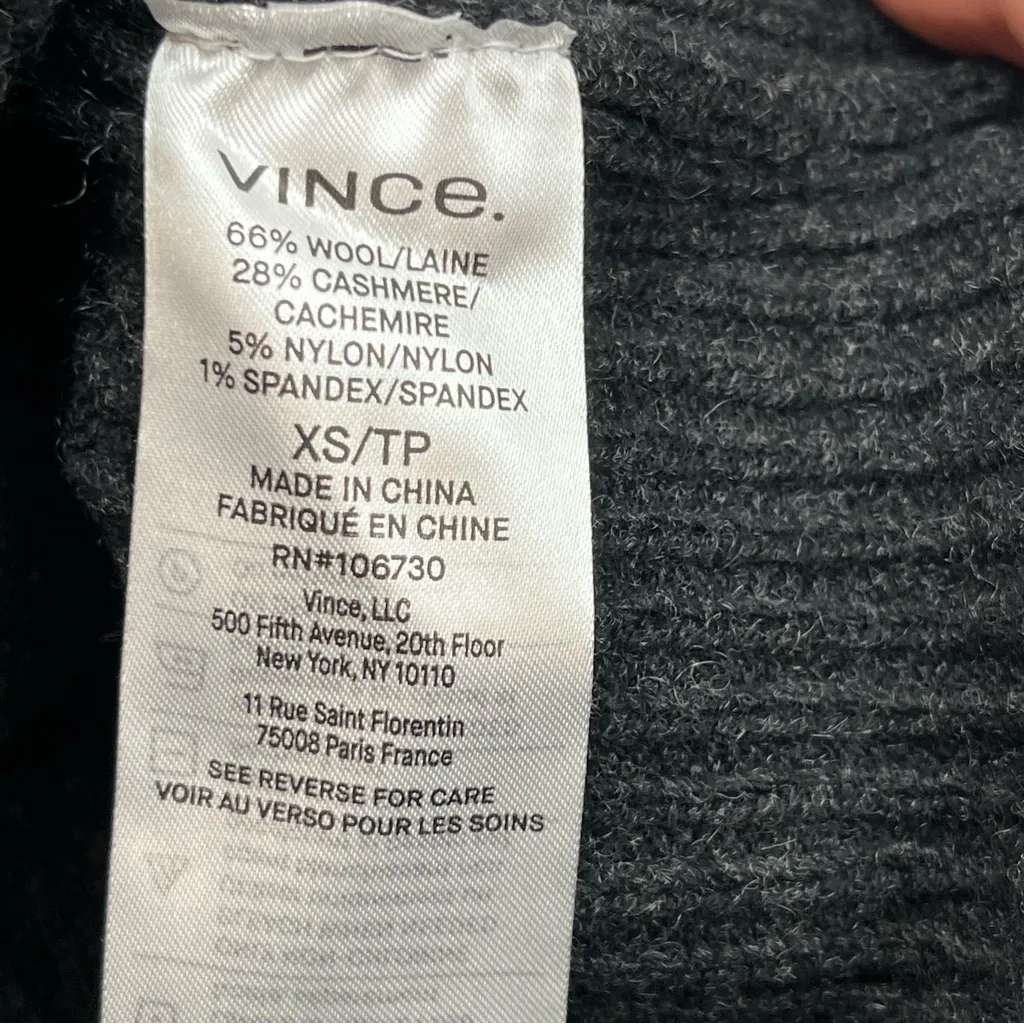 VINCe.
66% WOOL/LAINE
28% CASHMERE/
CACHEMIRE
5% NYLON/NYLON
1% SPANDEX/SPANDEX
XS/TP
MADE IN CHINA
FABRIQUÉ EN CHINE
RN#106730
Vince, LLC
500 Fifth Avenue, 20th Floor
New York, NY 10110
11 Rue Saint Florentin
75008 Paris France
SEE REVERSE FOR CARE
VOIR AU VERSO POUR LES SOINS